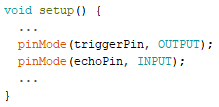 void setup() {
  ...
  pinMode(triggerPin, OUTPUT);
  pinMode(echoPin, INPUT);
  ...
}